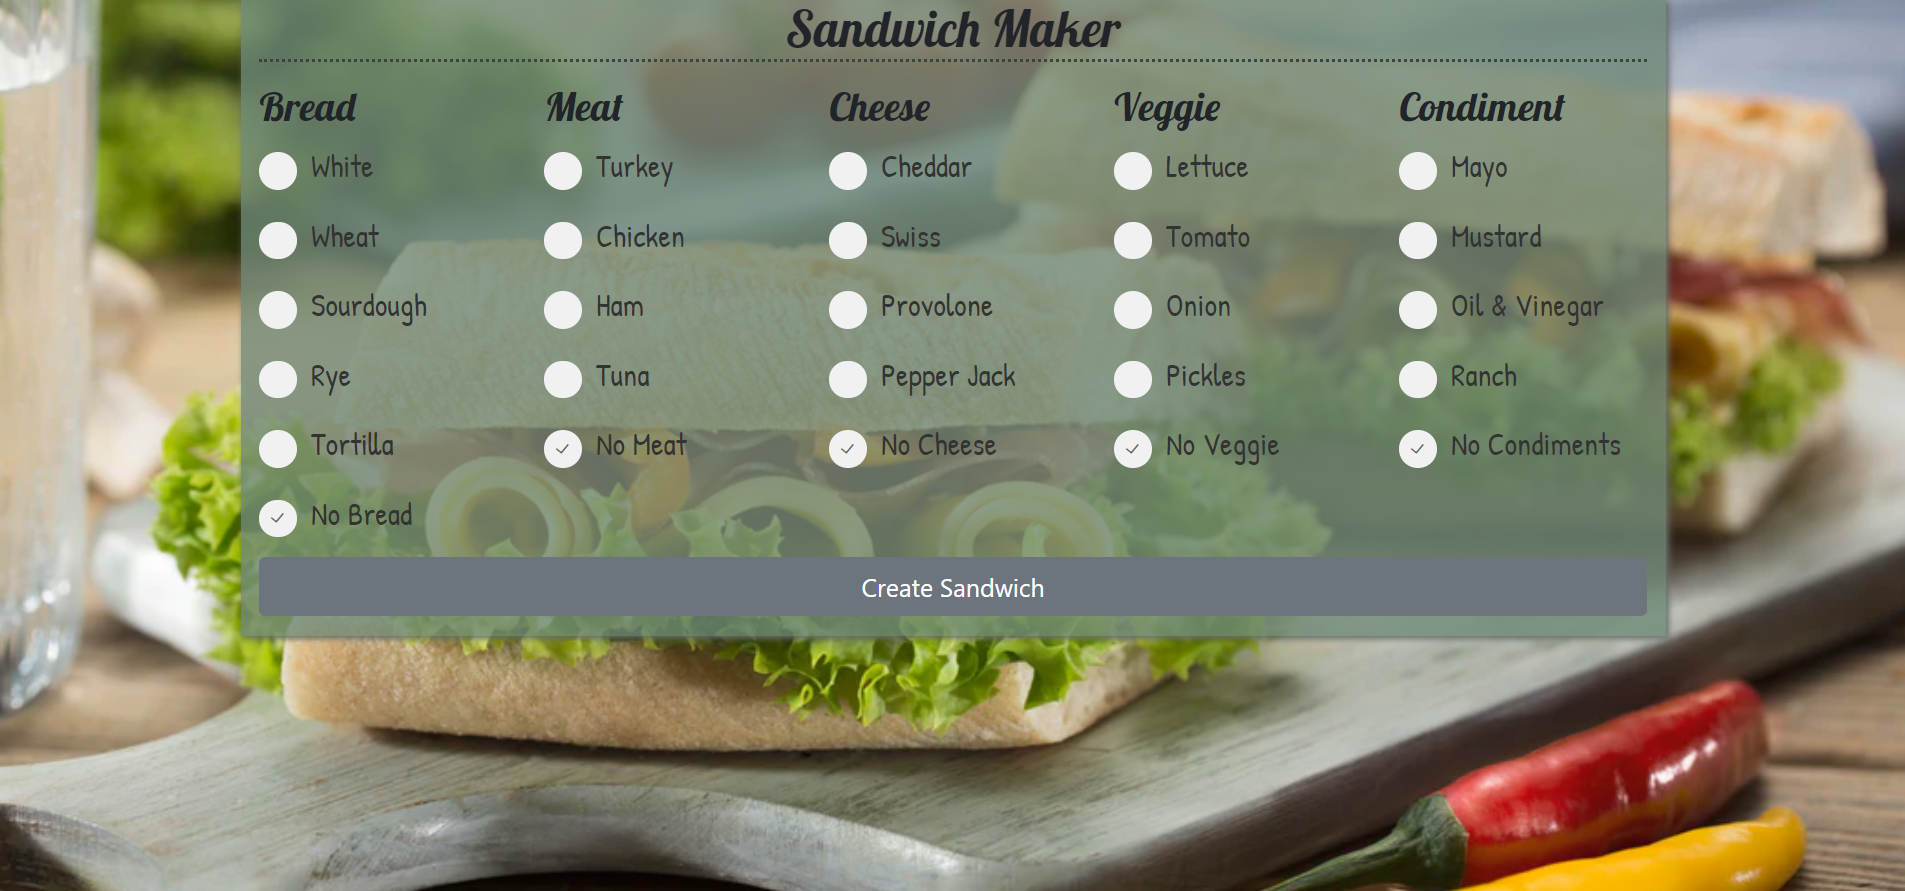 Sandwich Maker
Bread
White
Wheat
Sourdough
Rye
Tortilla
No Bread
Meat
Turkey
Chicken
Ham
Tuna
No Meat
Cheese
Cheddar
Swiss
Provolone
Pepper Jack
No Cheese
Veggie
Lettuce
Tomato
Onion
Pickles
No Veggie
Condiment
Mayo
Mustard
Oil & Vinegar
Ranch
No Condiments
Create Sandwich